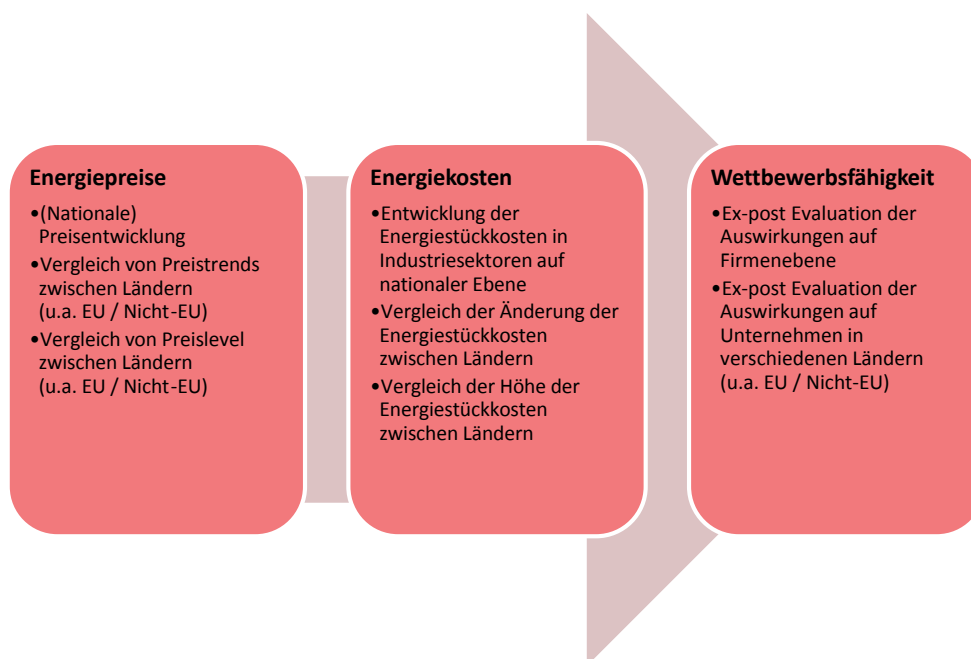 Energiepreise
•(Nationale)
Preisentwicklung
•Vergleich von Preistrends
zwischen Ländern
(u.a. EU / Nicht-EU)
•Vergleich von Preislevel
zwischen Ländern
(u.a. EU / Nicht-EU)
Energiekosten
•Entwicklung der
Energiestückkosten in
Industriesektoren auf
nationaler Ebene
•Vergleich der Änderung der
Energiestückkosten
zwischen Ländern
•Vergleich der Höhe der
Energiestückkosten
zwischen Ländern
Wettbewerbsfähigkeit
•Ex-post Evaluation der
Auswirkungen auf
Firmenebene
•Ex-post Evaluation der
Auswirkungen auf
Unternehmen in
verschiedenen Ländern
(u.a. EU / Nicht-EU)